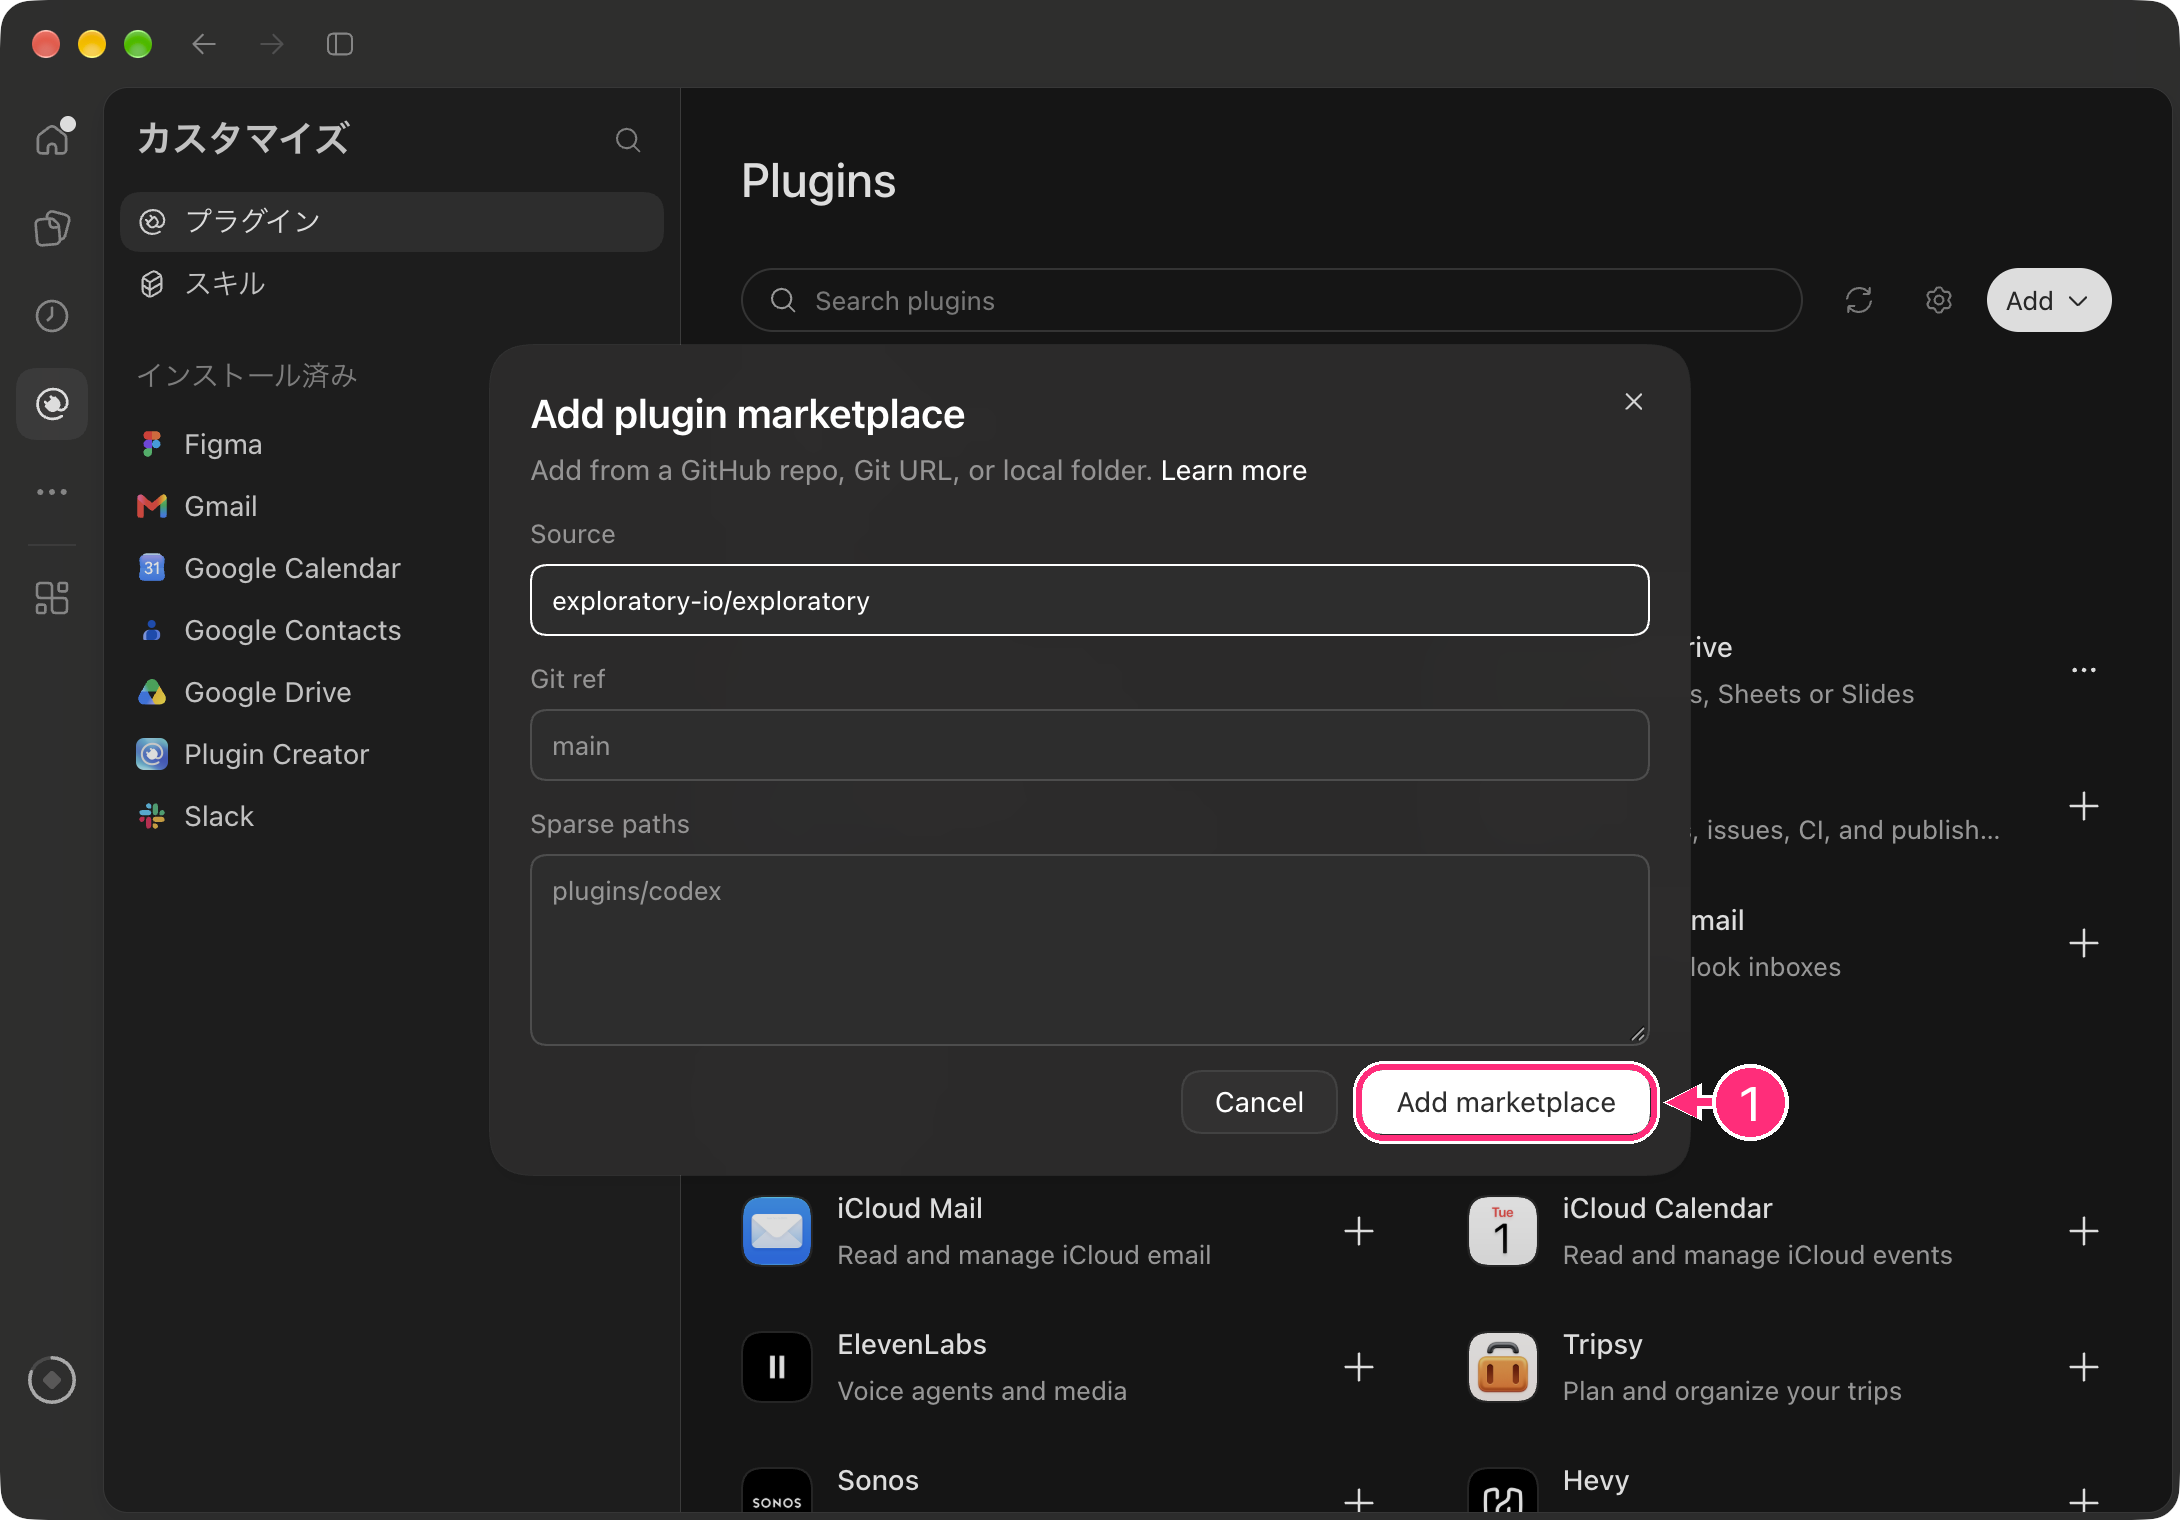 カスタマイズ
プラグイン
スキル
インストール済み
Figma
Gmail
31
Google Calendar
Google Contacts
Google Drive
Plugin Creator
Slack
Plugins
Search plugins
Add
Add plugin marketplace
Add from a GitHub repo, Git URL, or local folder. Learn more
Source
exploratory-io/exploratory
Git ref
main
Sparse paths
plugins/codex
Cancel
Add marketplace
1
rive
s, Sheets or Slides
, issues, CI, and publish...
mail
look inboxes
iCloud Mail
Read and manage iCloud email
Tue
1
iCloud Calendar
Read and manage iCloud events
ElevenLabs
Voice agents and media
Tripsy
Plan and organize your trips
SONOS
Sonos
Hevy